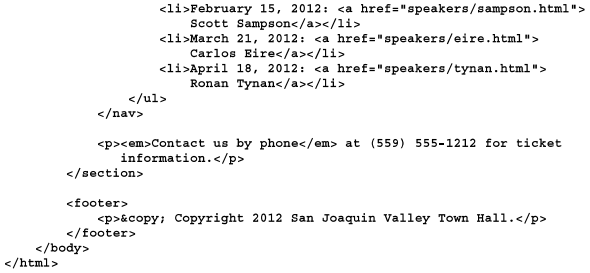 <li>February 15, 2012: <a href="speakers/sampson.html">
Scott Sampson</a></li>
<li>March 21, 2012: <a href="speakers/eire.html">
Carlos Eire</a></li>
<li>April 18, 2012: <a href="speakers/tynan.html">
Ronan Tynan</a></li>
</ul>
</nav>
<p><em>Contact us by phone</em> at (559) 555-1212 for ticket
information.</p>
</section>
<footer>
<p>&copy; Copyright 2012 San Joaquin Valley Town Hall.</p>
</footer>
</body>
</html>